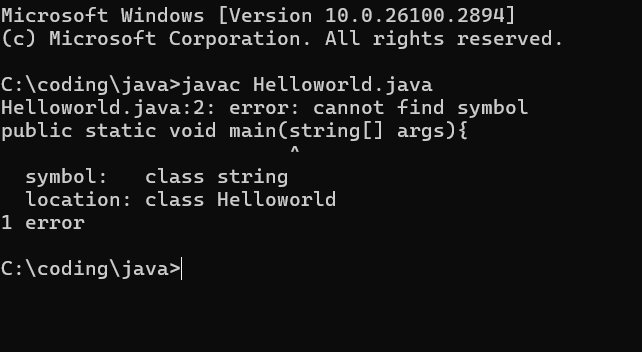 Microsoft Windows [Version 10.0.26100.2894]
(c) Microsoft Corporation. All rights reserved.
C:\coding\java>javac Helloworld.java
Helloworld.java:2: error: cannot find symbol
public static void main(string[] args){
^
symbol:   class string
location: class Helloworld
1 error
C:\coding\java>